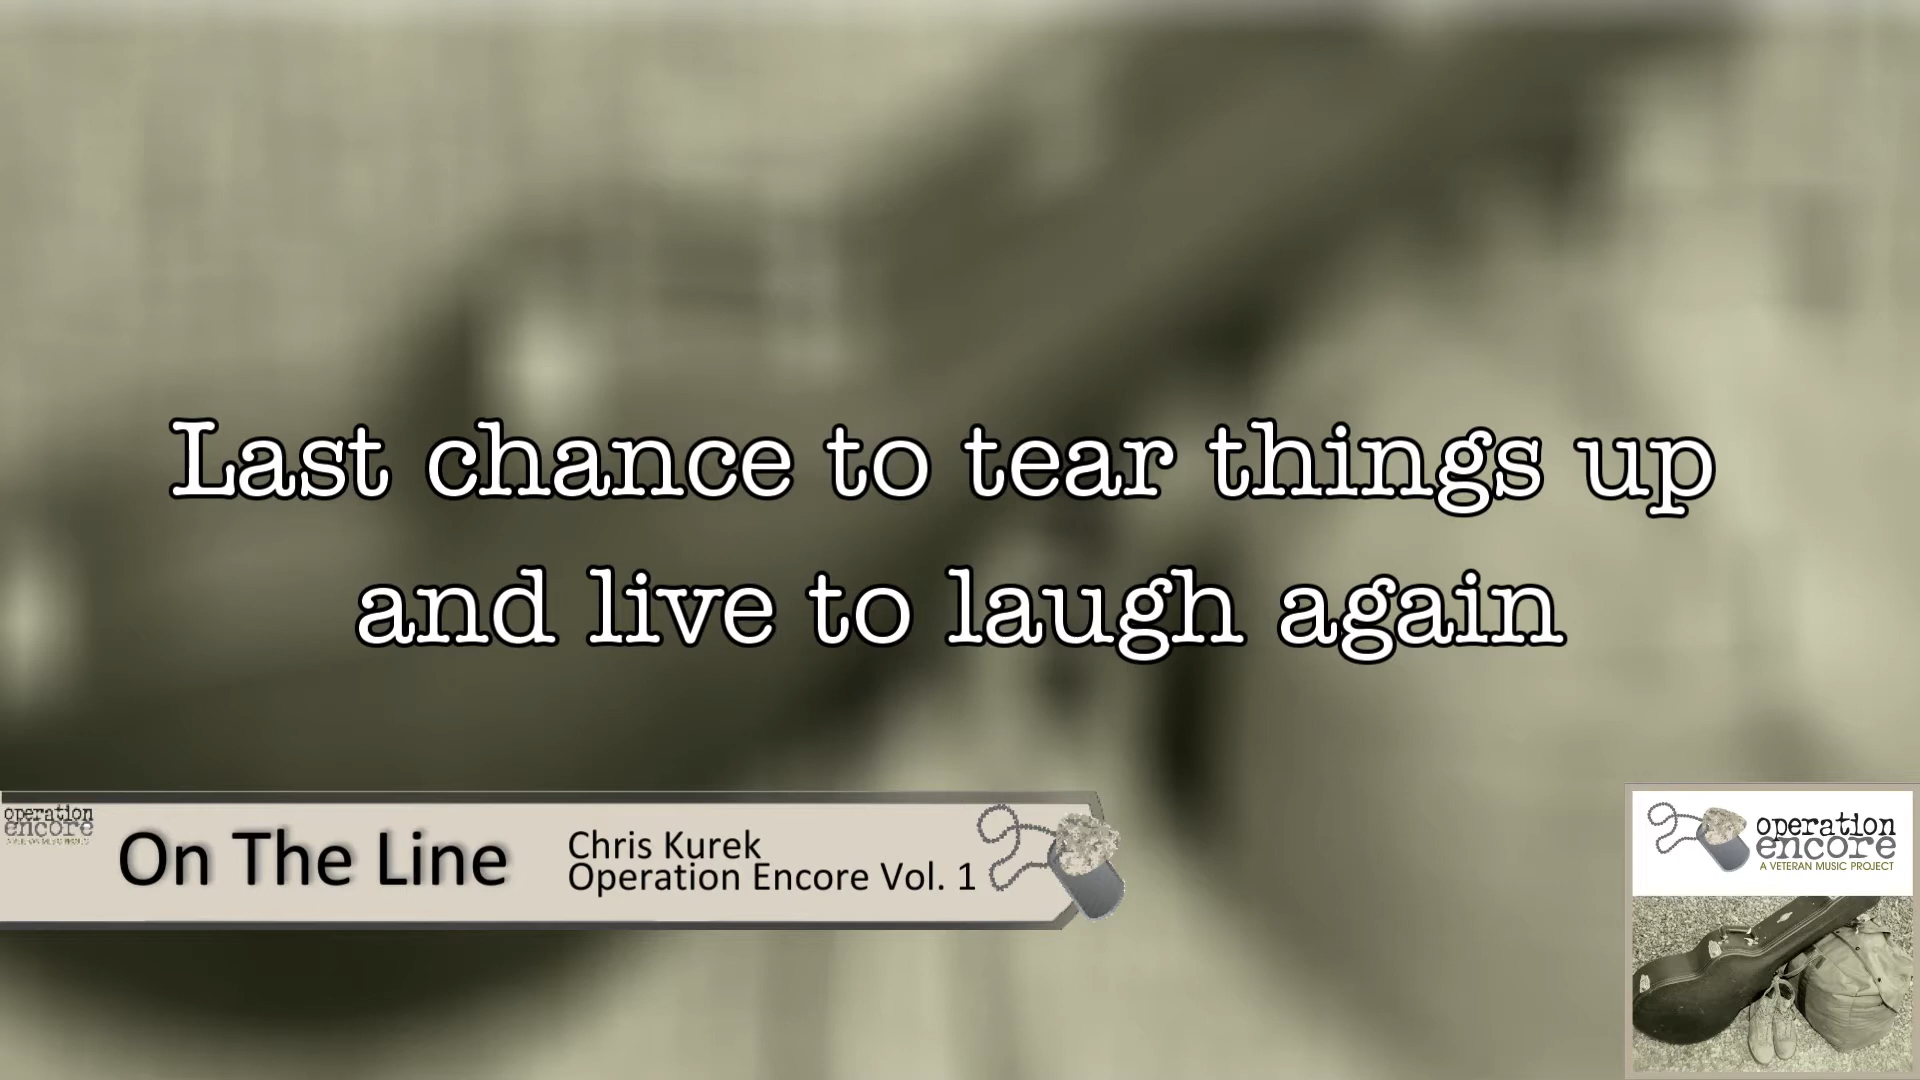 Last chance to tear things up
and live to laugh again
operation
encore
On The Line
Chris Kurek
Operation Encore Vol. 1
operation
encore
A VETERAN MUSIC PROJECT